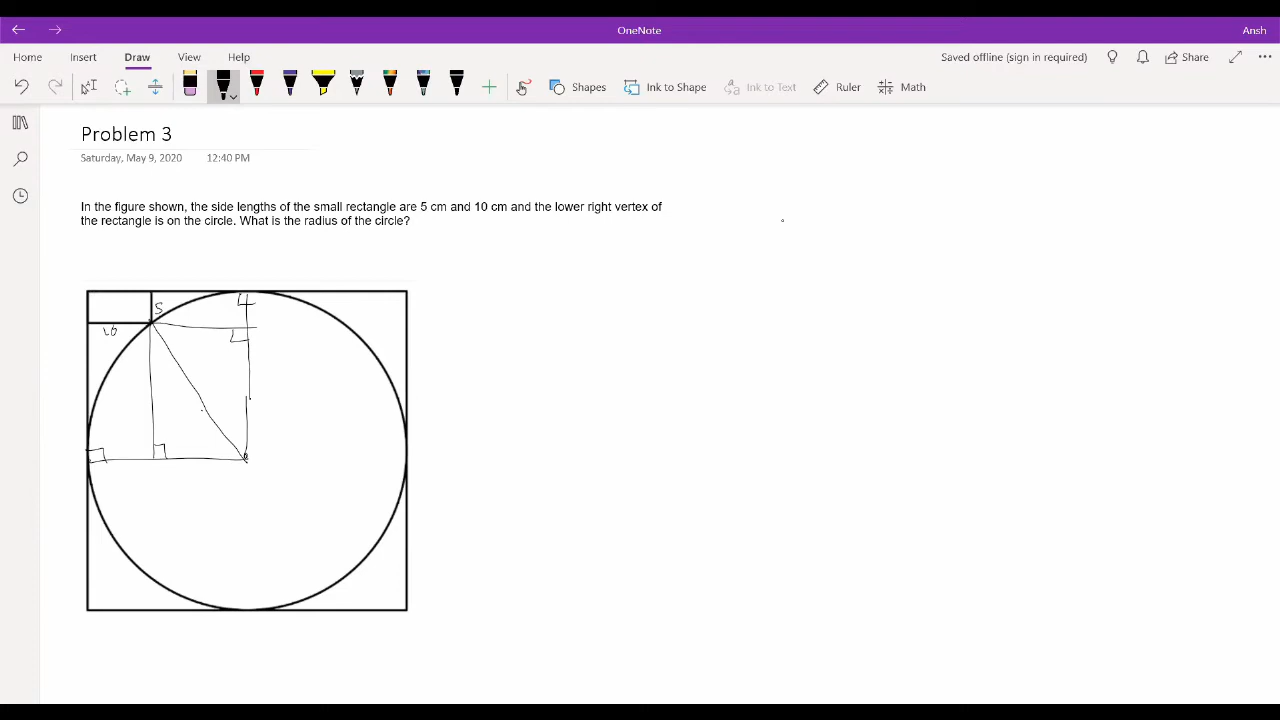 OneNote
Ansh
Home Insert Draw View Help
Saved offline (sign in required)
Share
Shapes
Ink to Shape
Ink to Text
Ruler
Math
Problem 3
Saturday, May 9, 2020 12:40 PM
In the figure shown, the side lengths of the small rectangle are 5 cm and 10 cm and the lower right vertex of
the rectangle is on the circle. What is the radius of the circle?
5
10